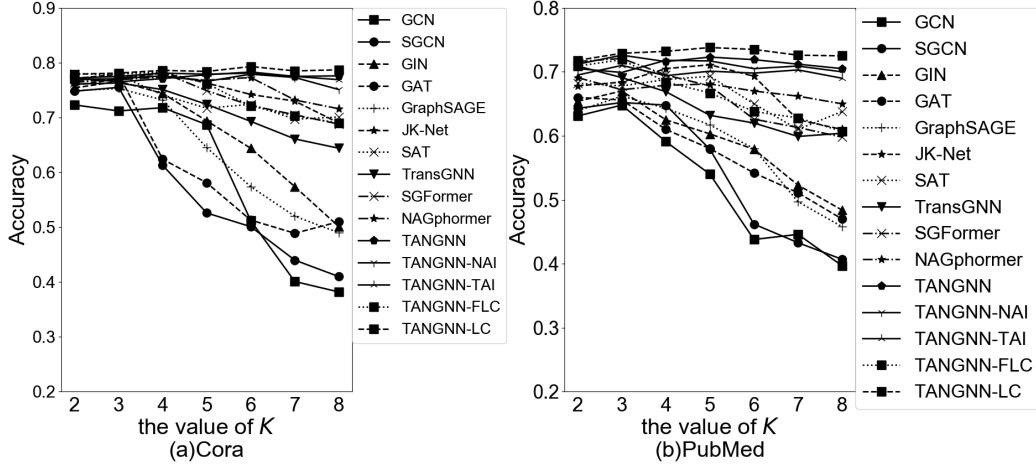 0.9
0.8
0.7
0.6
0.5
0.4
0.3
0.2
Accuracy
2 3 4 5 6 7 8
the value of K
(a)Cora
GCN
SGCN
GIN
GAT
GraphSAGE
JK-Net
SAT
TransGNN
SGFormer
NAGphormer
TANGNN
TANGNN-NAI
TANGNN-TAI
TANGNN-FLC
TANGNN-LC
0.8
0.7
0.6
0.5
0.4
0.3
0.2
Accuracy
2 3 4 5 6 7 8
the value of K
(b)PubMed
GCN
SGCN
GIN
GAT
GraphSAGE
JK-Net
SAT
TransGNN
SGFormer
NAGphormer
TANGNN
TANGNN-NAI
TANGNN-TAI
TANGNN-FLC
TANGNN-LC